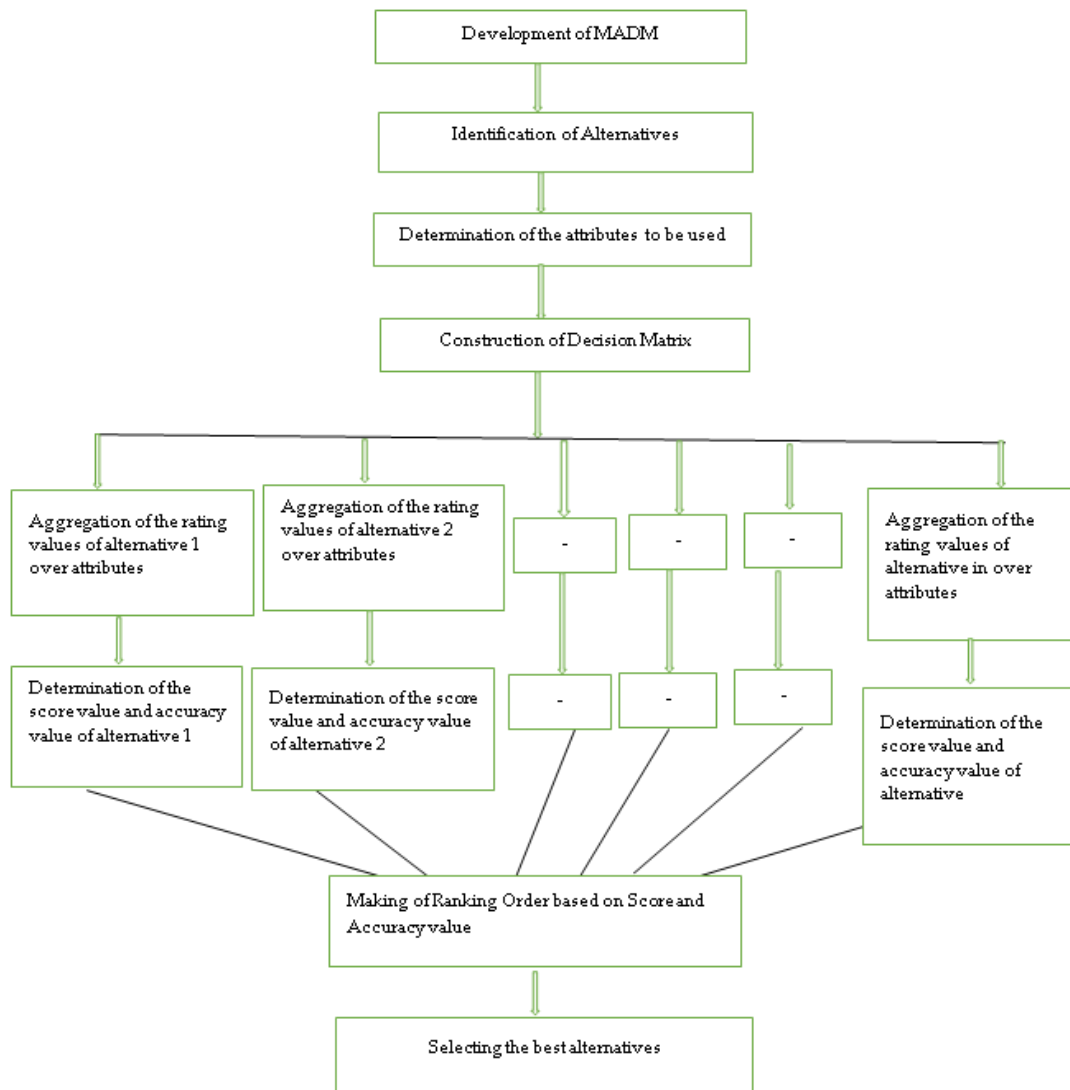 Development of MADM
Identification of Alternatives
Determination of the attributes to be used
Construction of Decision Matrix
Aggregation of the rating
values of alternative 1
over attributes
Aggregation of the rating
values of alternative 2
over attributes
-
-
-
Aggregation of the
rating values of
alternative in over
attributes
Determination of the
score value and accuracy
value of alternative 1
Determination of the score
value and accuracy value
of alternative 2
-
-
-
Determination of the
score value and
accuracy value of
alternative
Making of Ranking Order based on Score and
Accuracy value
Selecting the best alternatives